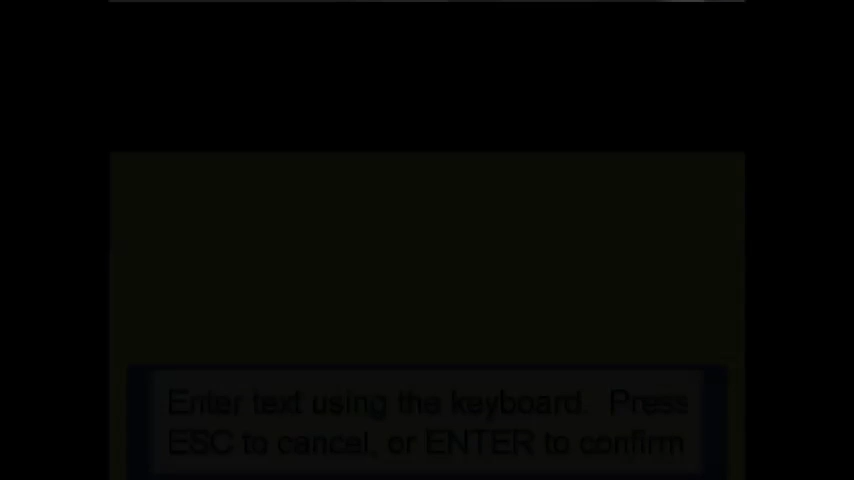 Enter text using the keyboard. Press
ESC to cancel, or ENTER to confirm